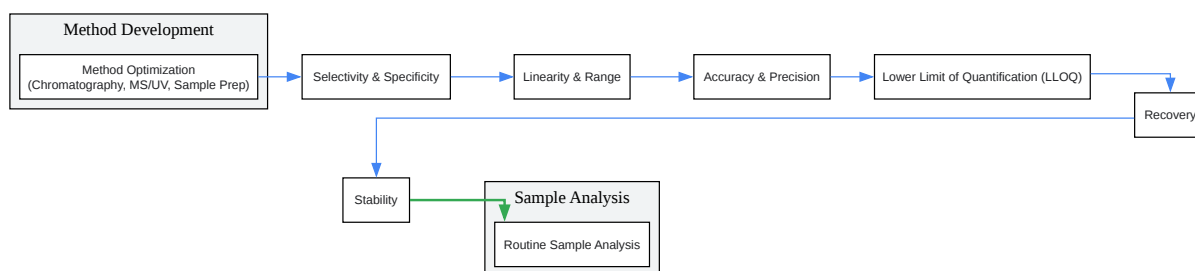 Method Development
Method Optimization
(Chromatography, MS/UV, Sample Prep)
Selectivity & Specificity
Linearity & Range
Accuracy & Precision
Lower Limit of Quantification (LLOQ)
Recovery
Stability
Sample Analysis
Routine Sample Analysis